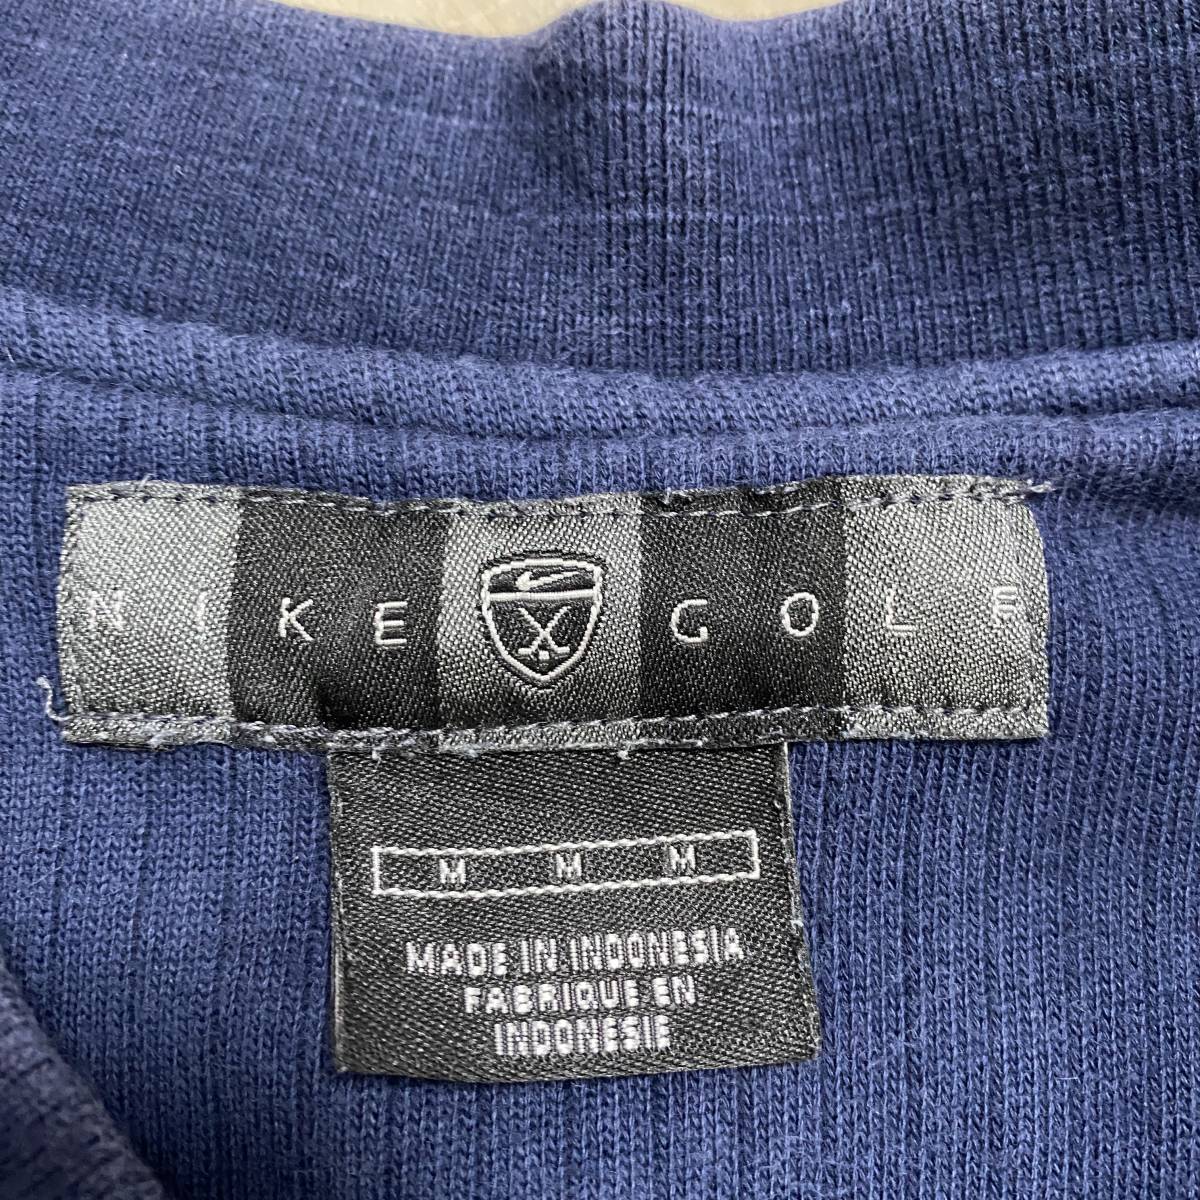 NIKE GOLF
M M M
MADE IN INDONESIA
FABRIQUE EN
INDONESIE